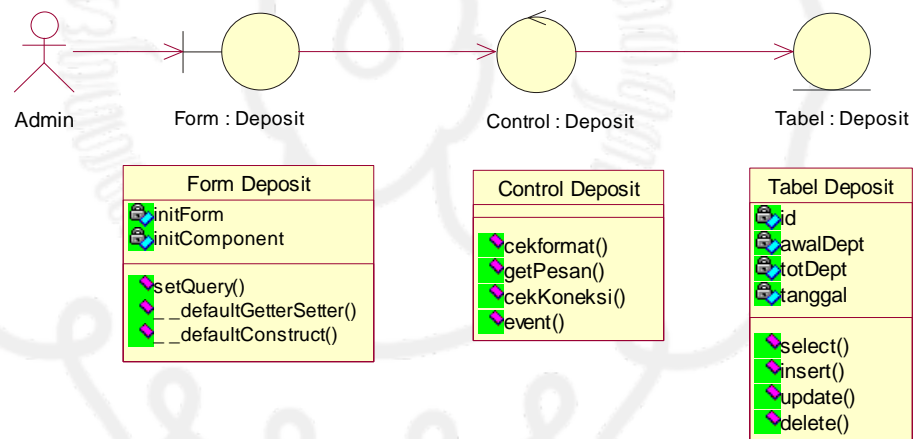 Admin
Form : Deposit
Control : Deposit
Tabel : Deposit
Form Deposit
initForm
initComponent
setQuery()
_ _defaultGetterSetter()
_ _defaultConstruct()
Control Deposit
cekformat()
getPesan()
cekKoneksi()
event()
Tabel Deposit
id
awalDept
totDept
tanggal
select()
insert()
update()
delete()